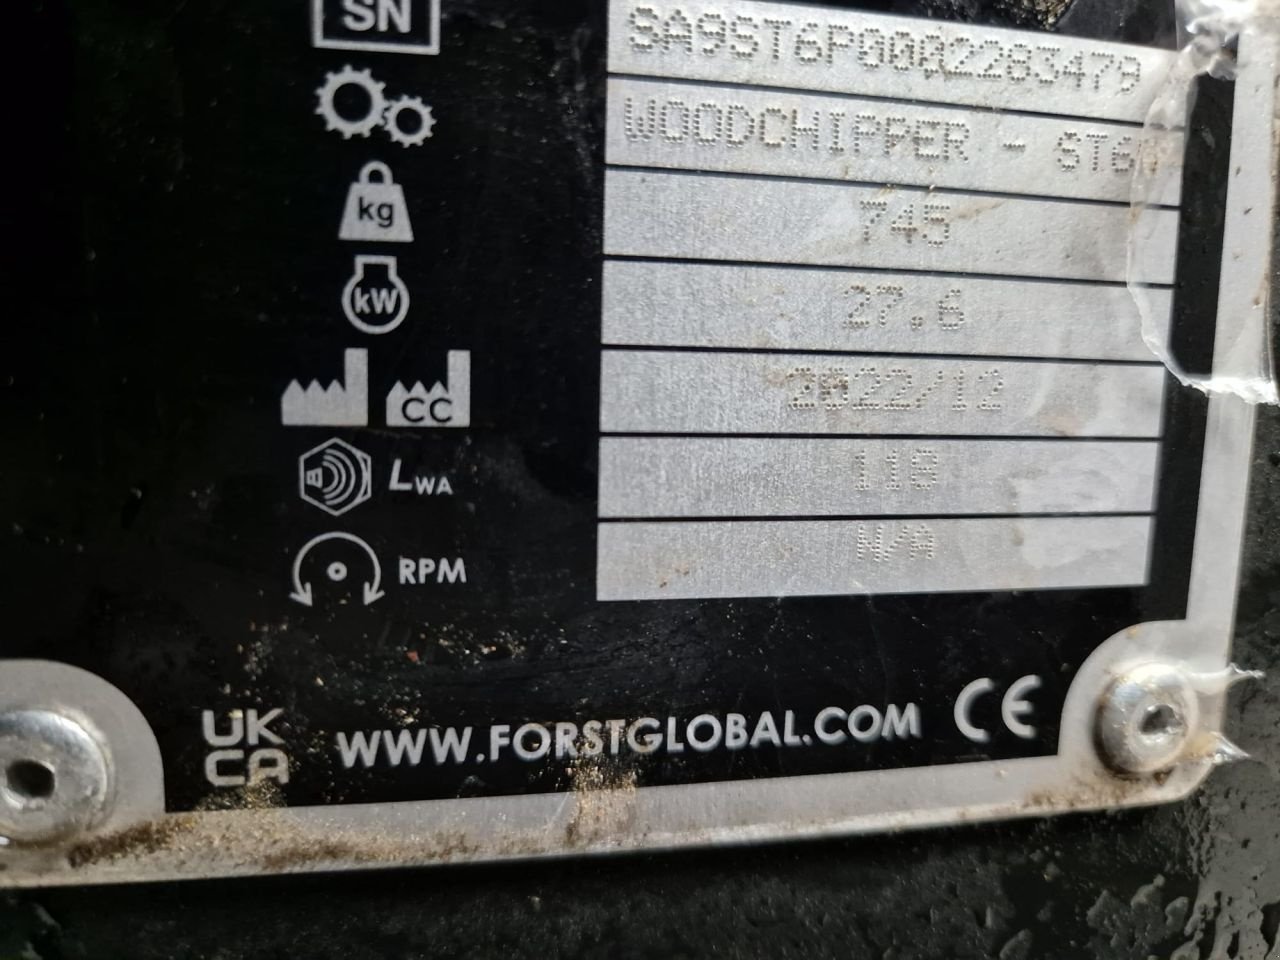 SN SA9ST6PG0002283479
WOODCHIPPER - ST6
kg 745
kW 27.6
CC 2022/12
LWA 118
RPM N/A
UK
CA WWW.FORSTGLOBAL.COM CE